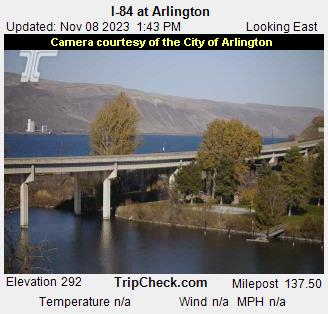 I-84 at Arlington
Updated: Nov 08 2023 1:43 PM Looking East
Camera courtesy of the City of Arlington
Elevation 292 TripCheck.com Milepost 137.50
Temperature n/a Wind n/a MPH n/a